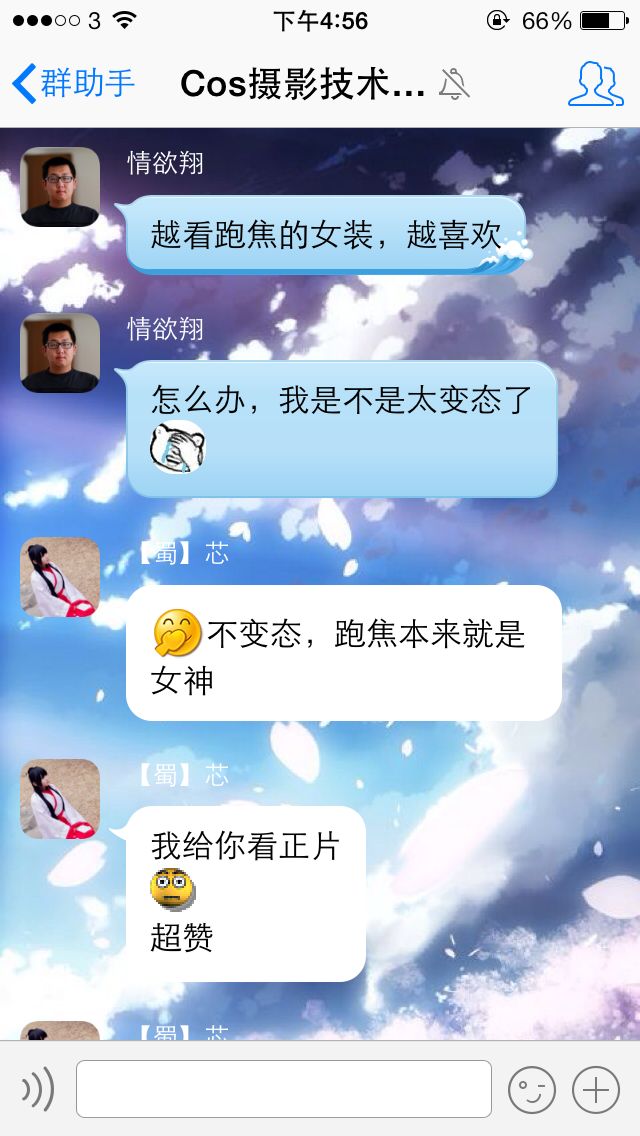 3 下午4:56 66%
群助手 Cos摄影技术...
情欲翔
越看跑焦的女装，越喜欢
情欲翔
怎么办，我是不是太变态了
【蜀】芯
不变态，跑焦本来就是
女神
【蜀】芯
我给你看正片
超赞
【蜀】芯